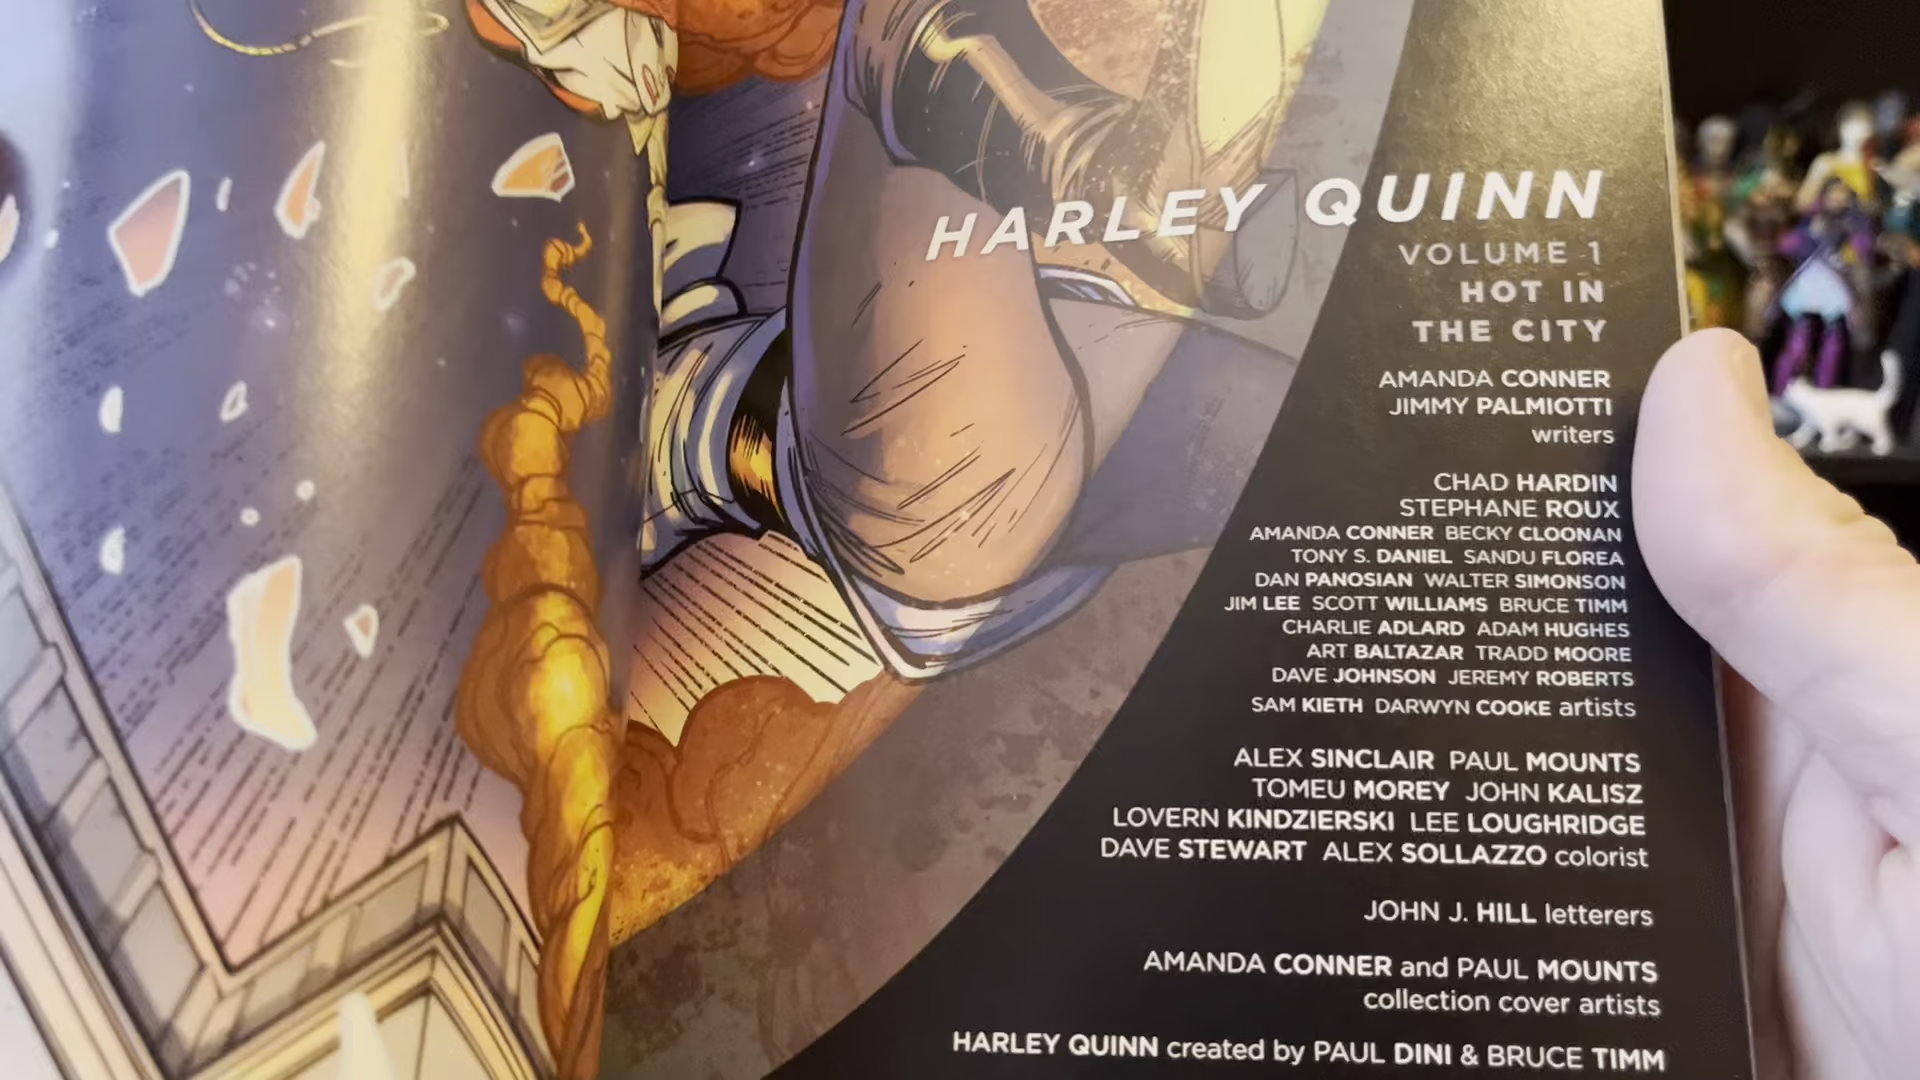 HARLEY QUINN
VOLUME 1
HOT IN
THE CITY
AMANDA CONNER
JIMMY PALMIOTTI
writers
CHAD HARDIN
STEPHANE ROUX
AMANDA CONNER BECKY CLOONAN
TONY S. DANIEL SANDU FLOREA
DAN PANOSIAN WALTER SIMONSON
JIM LEE SCOTT WILLIAMS BRUCE TIMM
CHARLIE ADLARD ADAM HUGHES
ART BALTAZAR TRADD MOORE
DAVE JOHNSON JEREMY ROBERTS
SAM KIETH DARWYN COOKE artists
ALEX SINCLAIR PAUL MOUNTS
TOMEU MOREY JOHN KALISZ
LOVERN KINDZIERSKI LEE LOUGHRIDGE
DAVE STEWART ALEX SOLLAZZO colorist
JOHN J. HILL letterers
AMANDA CONNER and PAUL MOUNTS
collection cover artists
HARLEY QUINN created by PAUL DINI & BRUCE TIMM